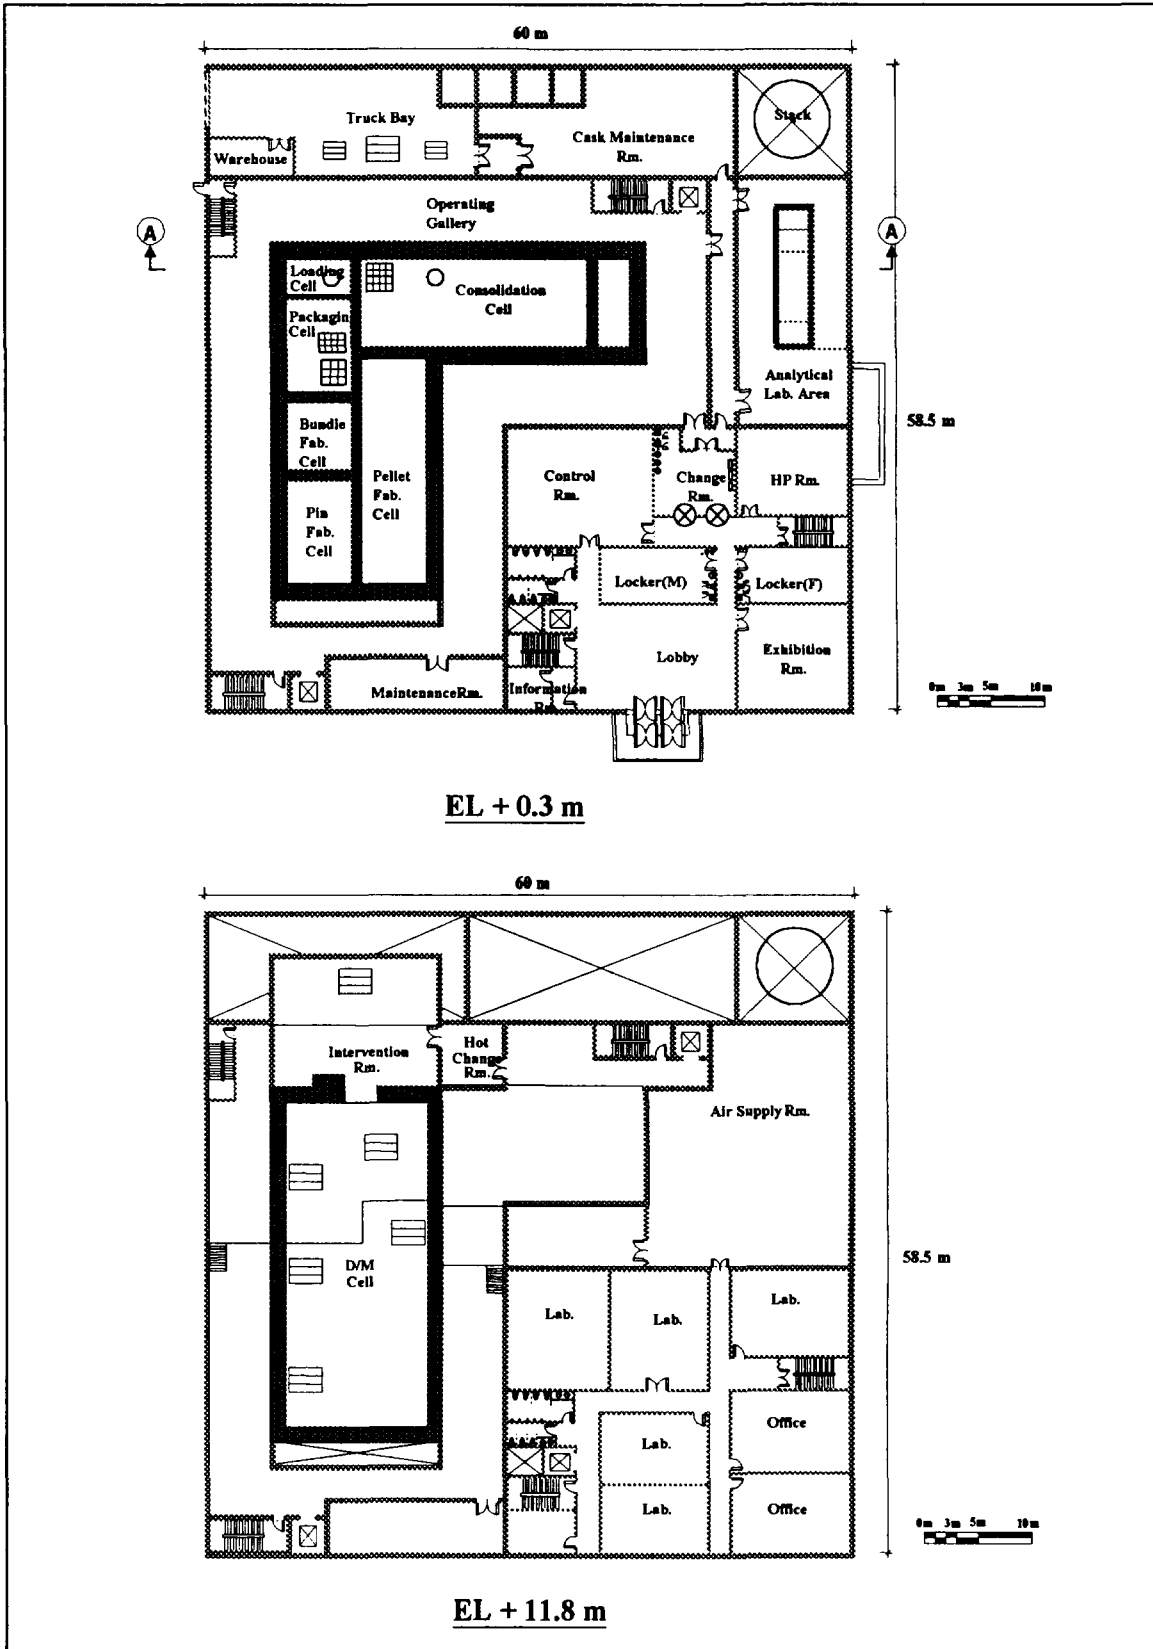 60 m
Truck Bay
Stack
Cask Maintenance
Rm.
Warehouse
Operating
Gallery
A
A
Loading
Cell
Consolidation
Cell
Packagin
Cell
Analytical
Lab. Area
58.5 m
Bundle
Fab.
Cell
Pellet
Fab.
Cell
Control
Rm.
Change
Rm.
HP Rm.
Pin
Fab.
Cell
Locker(M)
Locker(F)
Lobby
Exhibition
Rm.
Maintenance Rm.
Information
Rm.
0m 3m 5m 10m
EL + 0.3 m
60 m
Intervention
Rm.
Hot
Change
Rm.
Air Supply Rm.
58.5 m
D/M
Cell
Lab.
Lab.
Lab.
Lab.
Office
Lab.
Office
0m 3m 5m 10m
EL + 11.8 m